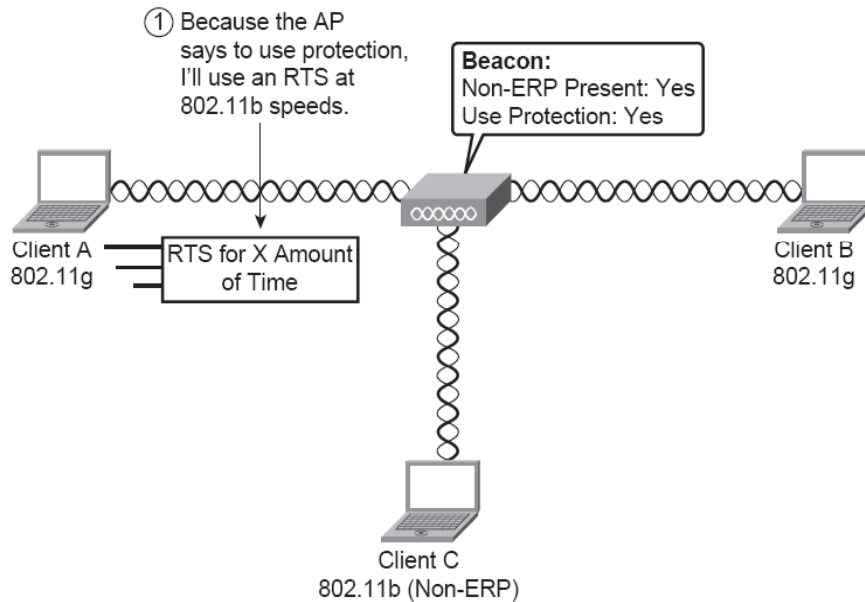 ① Because the AP
says to use protection,
I'll use an RTS at
802.11b speeds.
Beacon:
Non-ERP Present: Yes
Use Protection: Yes
Client A
802.11g
RTS for X Amount
of Time
Client B
802.11g
Client C
802.11b (Non-ERP)